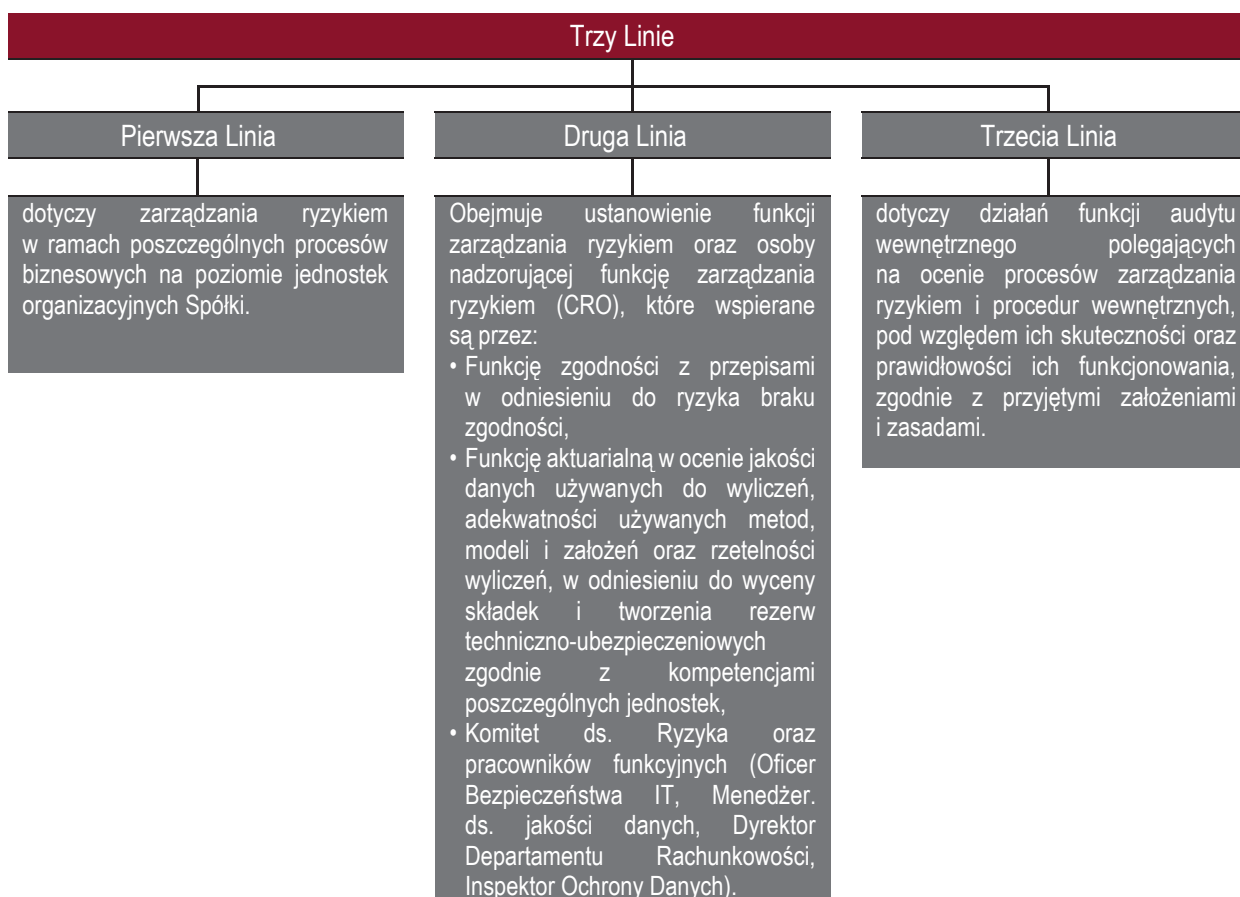 Trzy Linie
Pierwsza Linia
dotyczy zarządzania ryzykiem
w ramach poszczególnych procesów
biznesowych na poziomie jednostek
organizacyjnych Spółki.
Druga Linia
Obejmuje ustanowienie funkcji
zarządzania ryzykiem oraz osoby
nadzorującej funkcję zarządzania
ryzykiem (CRO), które wspierane
są przez:
• Funkcję zgodności z przepisami
w odniesieniu do ryzyka braku
zgodności,
• Funkcję aktuarialną w ocenie jakości
danych używanych do wyliczeń,
adekwatności używanych metod,
modeli i założeń oraz rzetelności
wyliczeń, w odniesieniu do wyceny
składek i tworzenia rezerw
techniczno-ubezpieczeniowych
zgodnie z kompetencjami
poszczególnych jednostek,
• Komitet ds. Ryzyka oraz
pracowników funkcyjnych (Oficer
Bezpieczeństwa IT, Menedżer.
ds. jakości danych, Dyrektor
Departamentu Rachunkowości,
Inspektor Ochrony Danych).
Trzecia Linia
dotyczy działań funkcji audytu
wewnętrznego polegających
na ocenie procesów zarządzania
ryzykiem i procedur wewnętrznych,
pod względem ich skuteczności oraz
prawidłowości ich funkcjonowania,
zgodnie z przyjętymi założeniami
i zasadami.